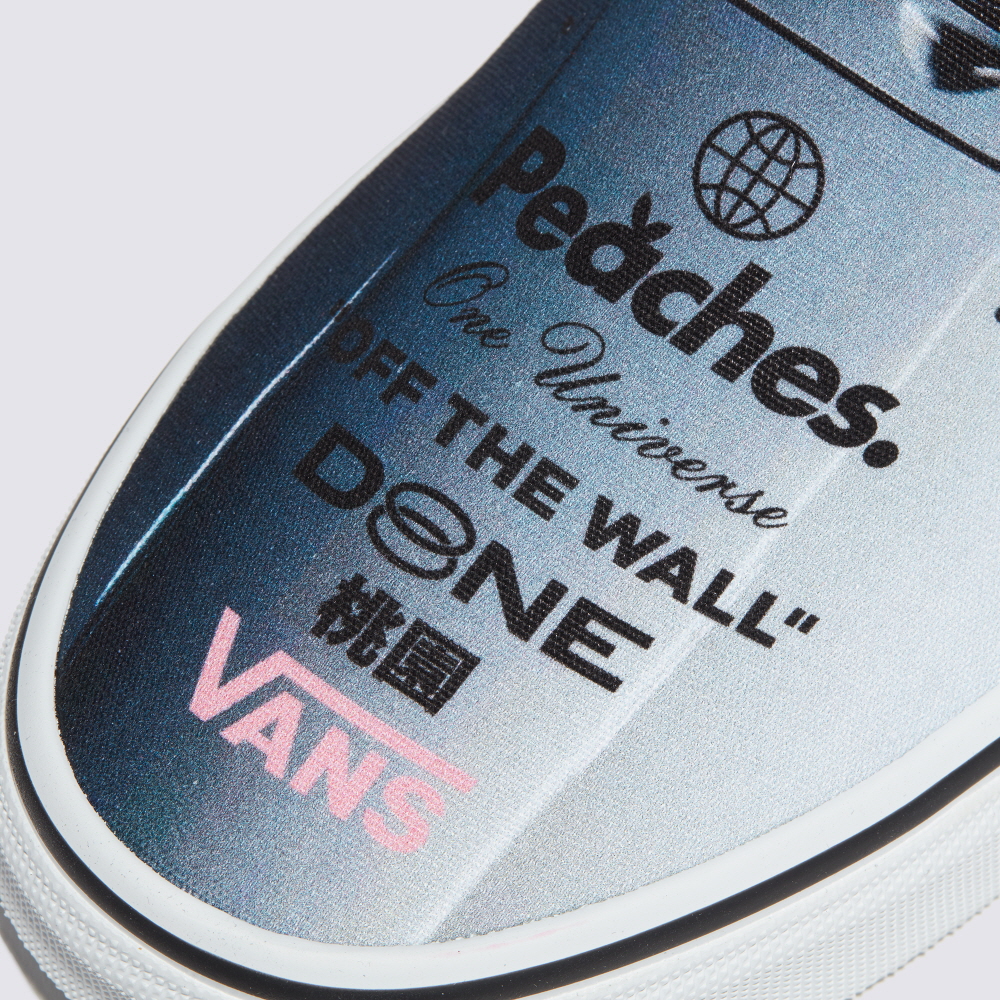 Peaches.
One Universe
OFF THE WALL"
DONE
桃園
VANS